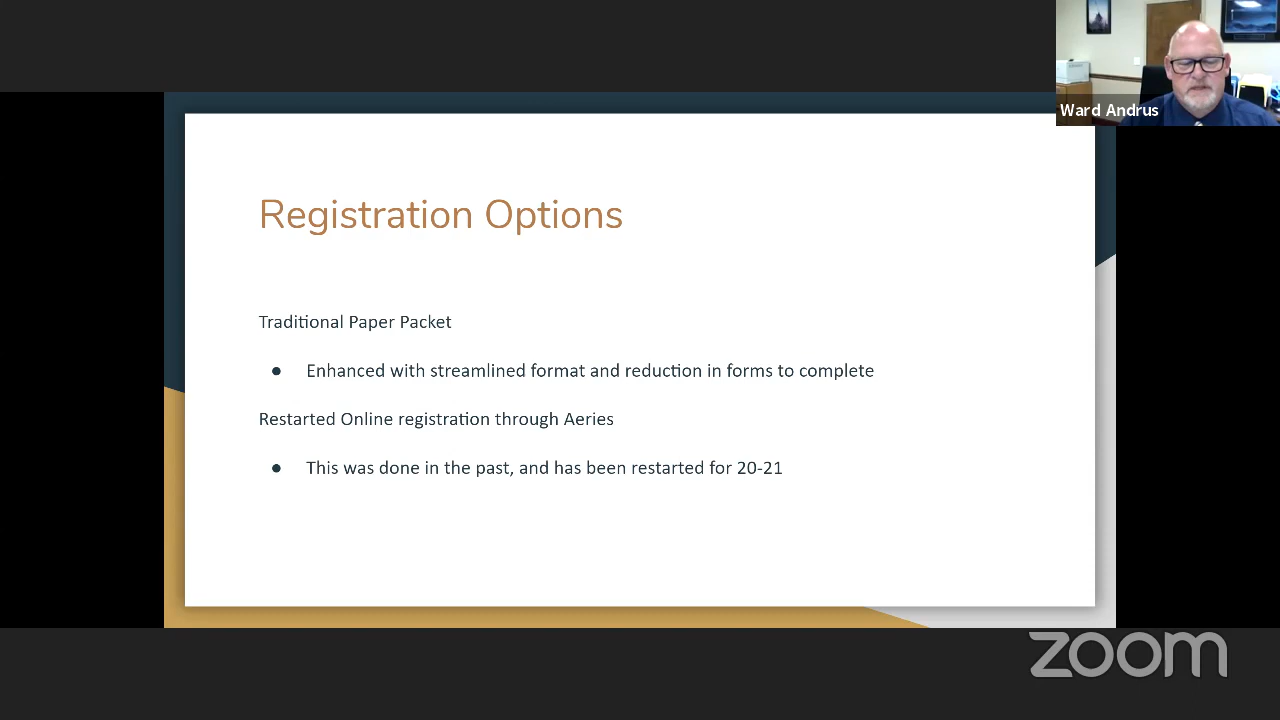 Ward Andrus
Registration Options
Traditional Paper Packet
● Enhanced with streamlined format and reduction in forms to complete
Restarted Online registration through Aeries
● This was done in the past, and has been restarted for 20-21
zoom